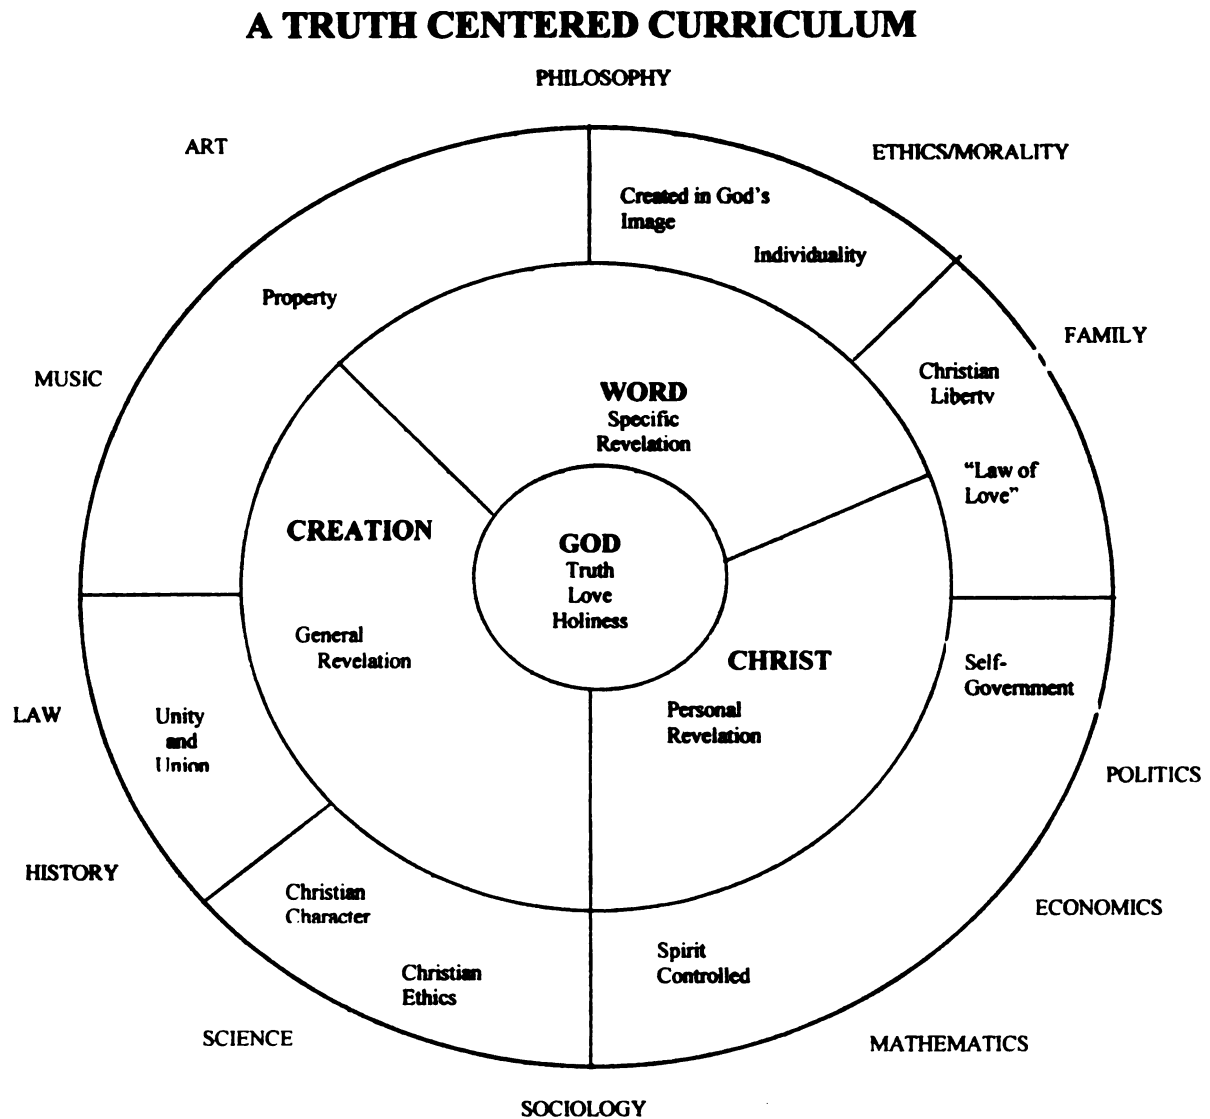 A TRUTH CENTERED CURRICULUM
PHILOSOPHY
ART
ETHICS/MORALITY
Created in God's
Image
Individuality
Property
FAMILY
MUSIC
Christian
Liberty
WORD
Specific
Revelation
"Law of
Love"
CREATION
GOD
Truth
Love
Holiness
General
Revelation
CHRIST
Self-
Government
Personal
Revelation
LAW
Unity
and
Union
POLITICS
HISTORY
Christian
Character
ECONOMICS
Spirit
Controlled
Christian
Ethics
SCIENCE
MATHEMATICS
SOCIOLOGY